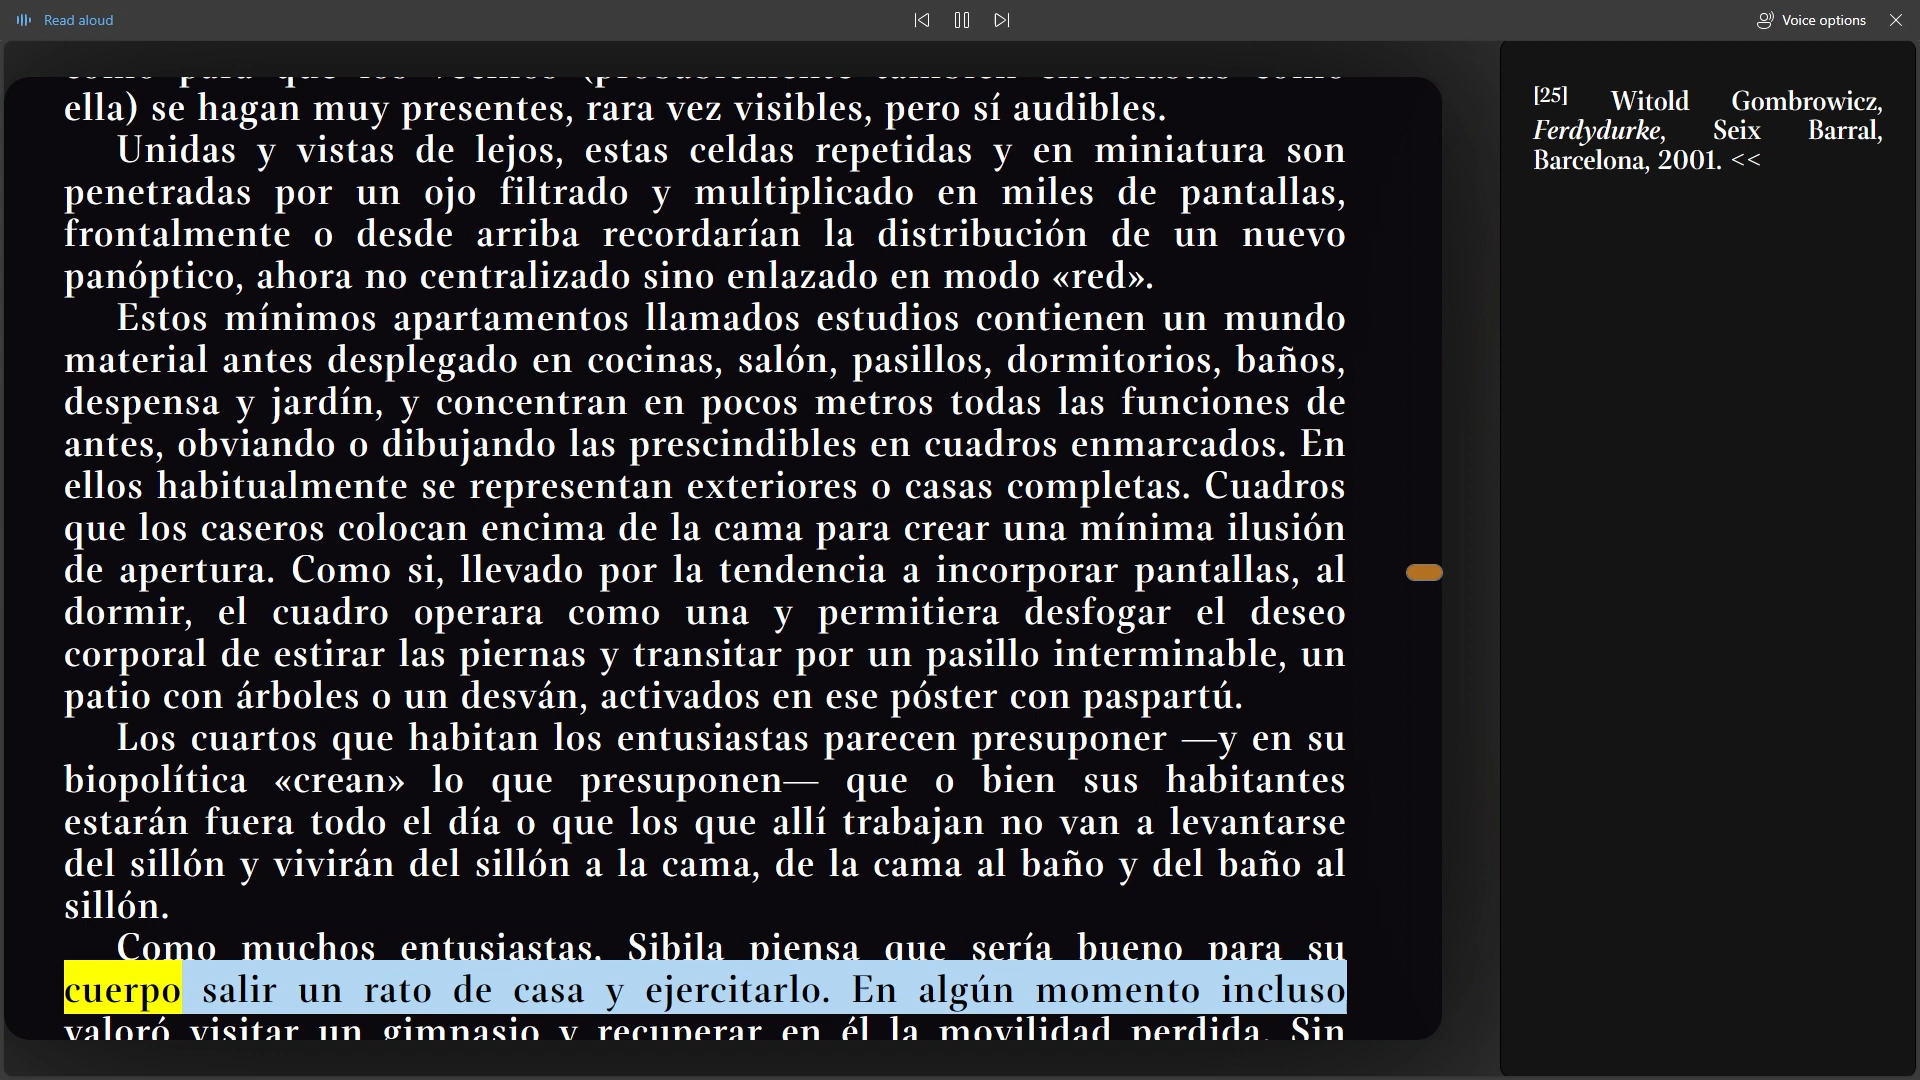 Read aloud
Voice options
como para que los vecinos (probablemente también entusiastas como
ella) se hagan muy presentes, rara vez visibles, pero sí audibles.
Unidas y vistas de lejos, estas celdas repetidas y en miniatura son
penetradas por un ojo filtrado y multiplicado en miles de pantallas,
frontalmente o desde arriba recordarían la distribución de un nuevo
panóptico, ahora no centralizado sino enlazado en modo «red».
Estos mínimos apartamentos llamados estudios contienen un mundo
material antes desplegado en cocinas, salón, pasillos, dormitorios, baños,
despensa y jardín, y concentran en pocos metros todas las funciones de
antes, obviando o dibujando las prescindibles en cuadros enmarcados. En
ellos habitualmente se representan exteriores o casas completas. Cuadros
que los caseros colocan encima de la cama para crear una mínima ilusión
de apertura. Como si, llevado por la tendencia a incorporar pantallas, al
dormir, el cuadro operara como una y permitiera desfogar el deseo
corporal de estirar las piernas y transitar por un pasillo interminable, un
patio con árboles o un desván, activados en ese póster con paspartú.
Los cuartos que habitan los entusiastas parecen presuponer —y en su
biopolítica «crean» lo que presuponen— que o bien sus habitantes
estarán fuera todo el día o que los que allí trabajan no van a levantarse
del sillón y vivirán del sillón a la cama, de la cama al baño y del baño al
sillón.
Como muchos entusiastas, Sibila piensa que sería bueno para su
cuerpo salir un rato de casa y ejercitarlo. En algún momento incluso
valoró visitar un gimnasio y recuperar en él la movilidad perdida. Sin
[25] Witold Gombrowicz,
Ferdydurke, Seix Barral,
Barcelona, 2001. <<